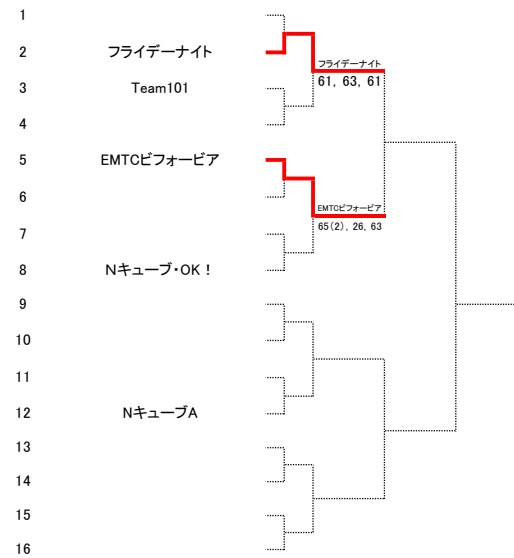 1
2 フライデーナイト
フライデーナイト
3 Team101
61, 63, 61
4
5 EMTCビフォービア
6
EMTCビフォービア
65(2), 26, 63
7
8 Nキューブ・OK！
9
10
11
12 NキューブA
13
14
15
16